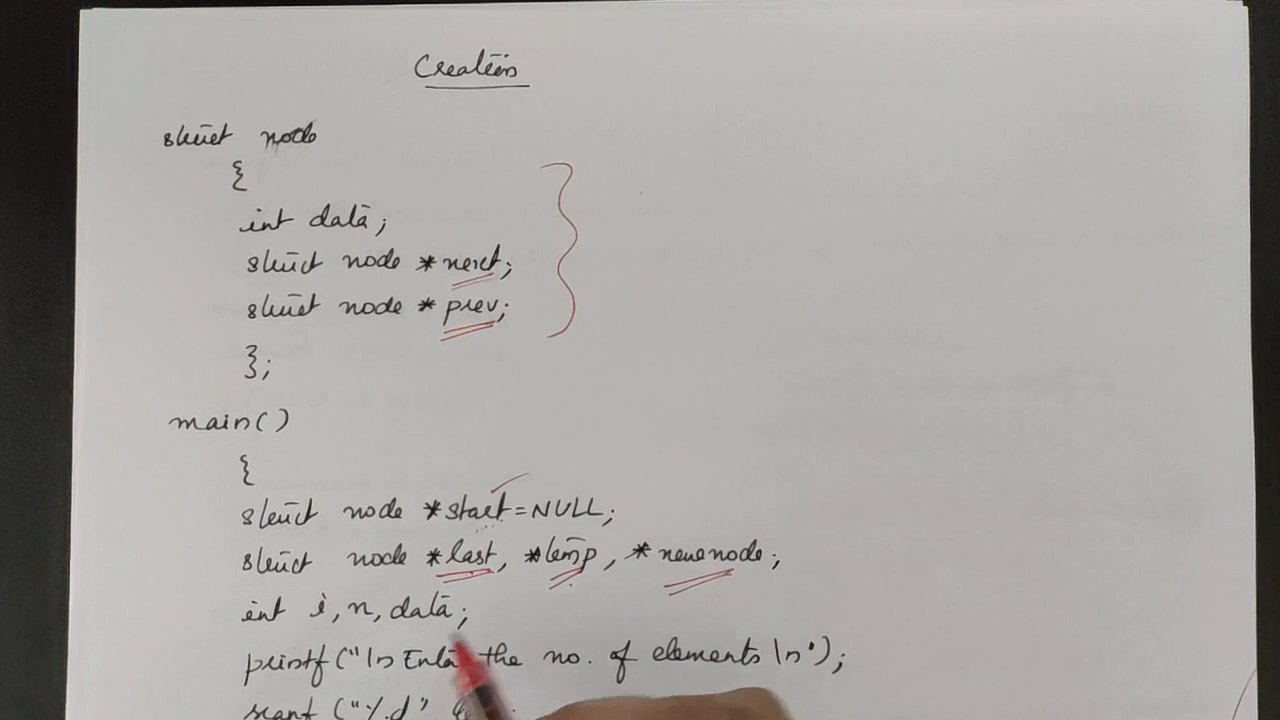 Creation
struct node
{
int data;
struct node *next;
struct node *prev;
};
main()
{
struct node *start=NULL;
struct node *last, *temp, *newnode;
int i, n, data;
printf("\n Enter the no. of elements \n");
scanf ("%d"